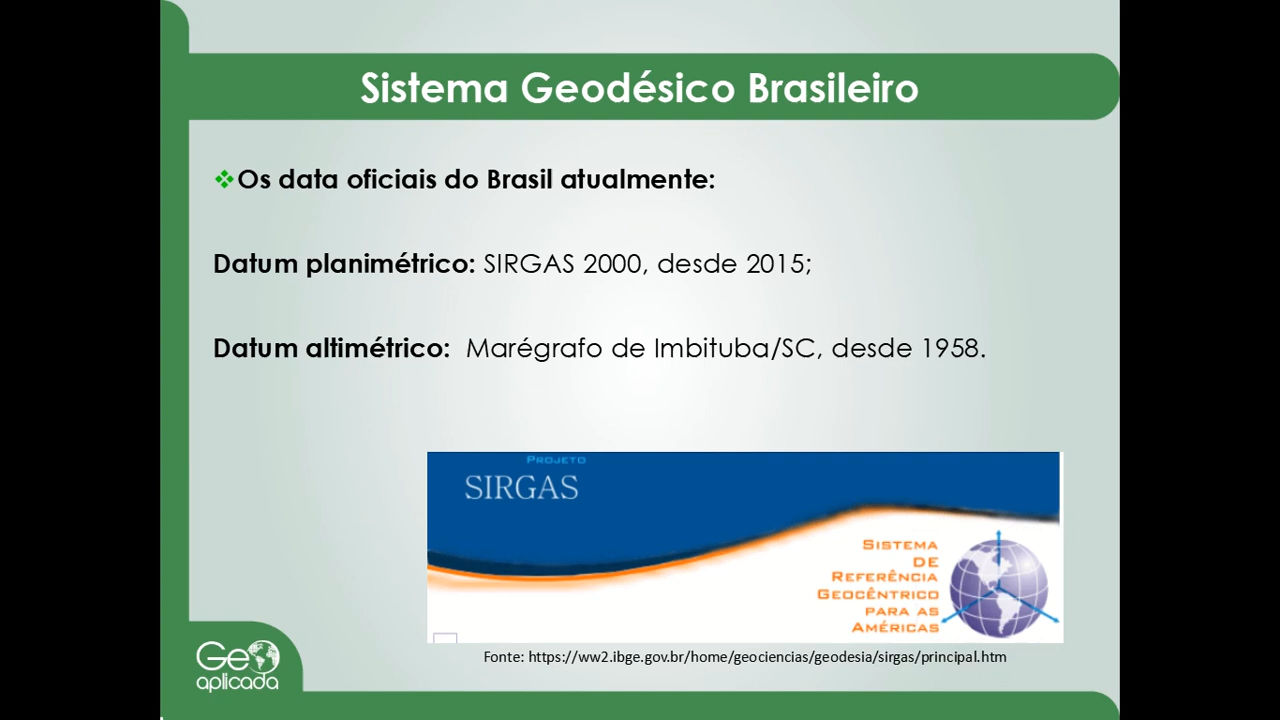 Sistema Geodésico Brasileiro
Os data oficiais do Brasil atualmente:
Datum planimétrico: SIRGAS 2000, desde 2015;
Datum altimétrico: Marégrafo de Imbituba/SC, desde 1958.
PROJETO
SIRGAS
SISTEMA
DE
REFERÊNCIA
GEOCÊNTRICO
PARA AS
AMÉRICAS
Fonte: https://ww2.ibge.gov.br/home/geociencias/geodesia/sirgas/principal.htm
Geo
aplicada